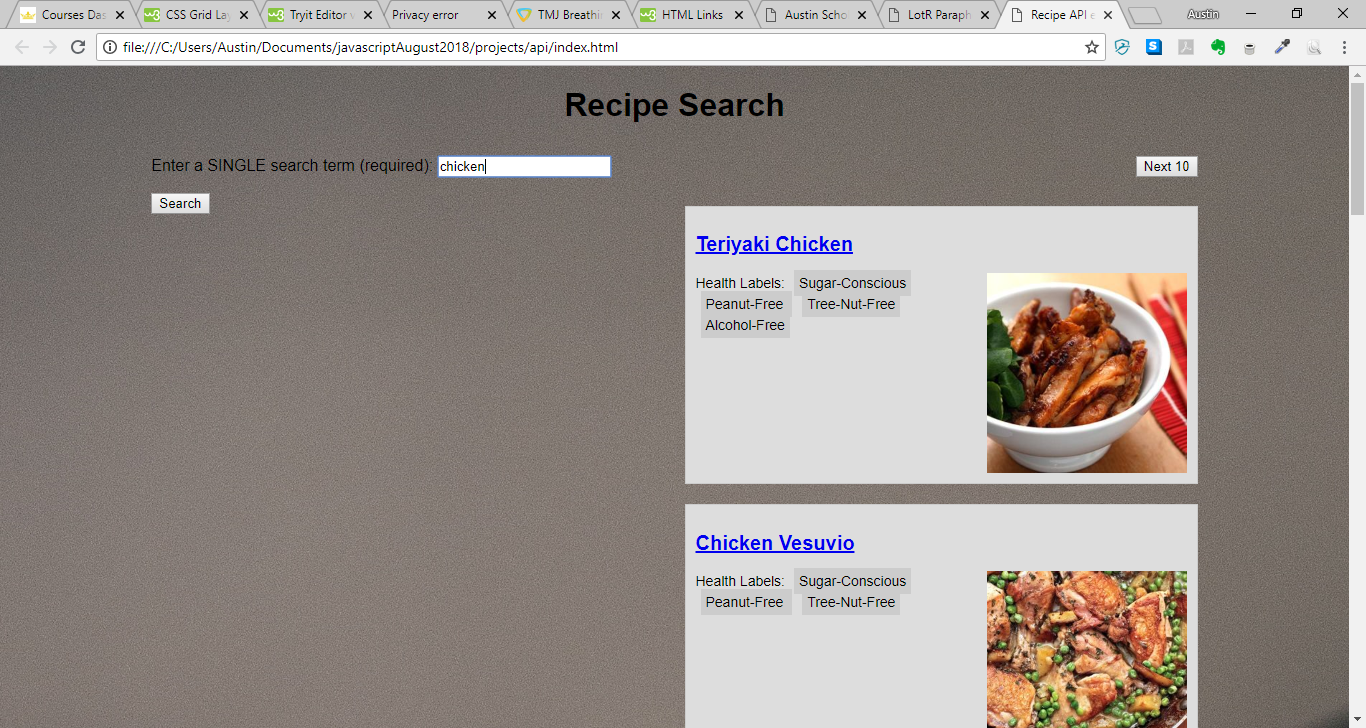 Courses Das
CSS Grid Lay
Tryit Editor v
Privacy error
TMJ Breathin
HTML Links
Austin Scho
LotR Paraph
Recipe API e
Austin
file:///C:/Users/Austin/Documents/javascriptAugust2018/projects/api/index.html
Recipe Search
Enter a SINGLE search term (required): chicken
Next 10
Search
Teriyaki Chicken
Health Labels: Sugar-Conscious
Peanut-Free Tree-Nut-Free
Alcohol-Free
Chicken Vesuvio
Health Labels: Sugar-Conscious
Peanut-Free Tree-Nut-Free